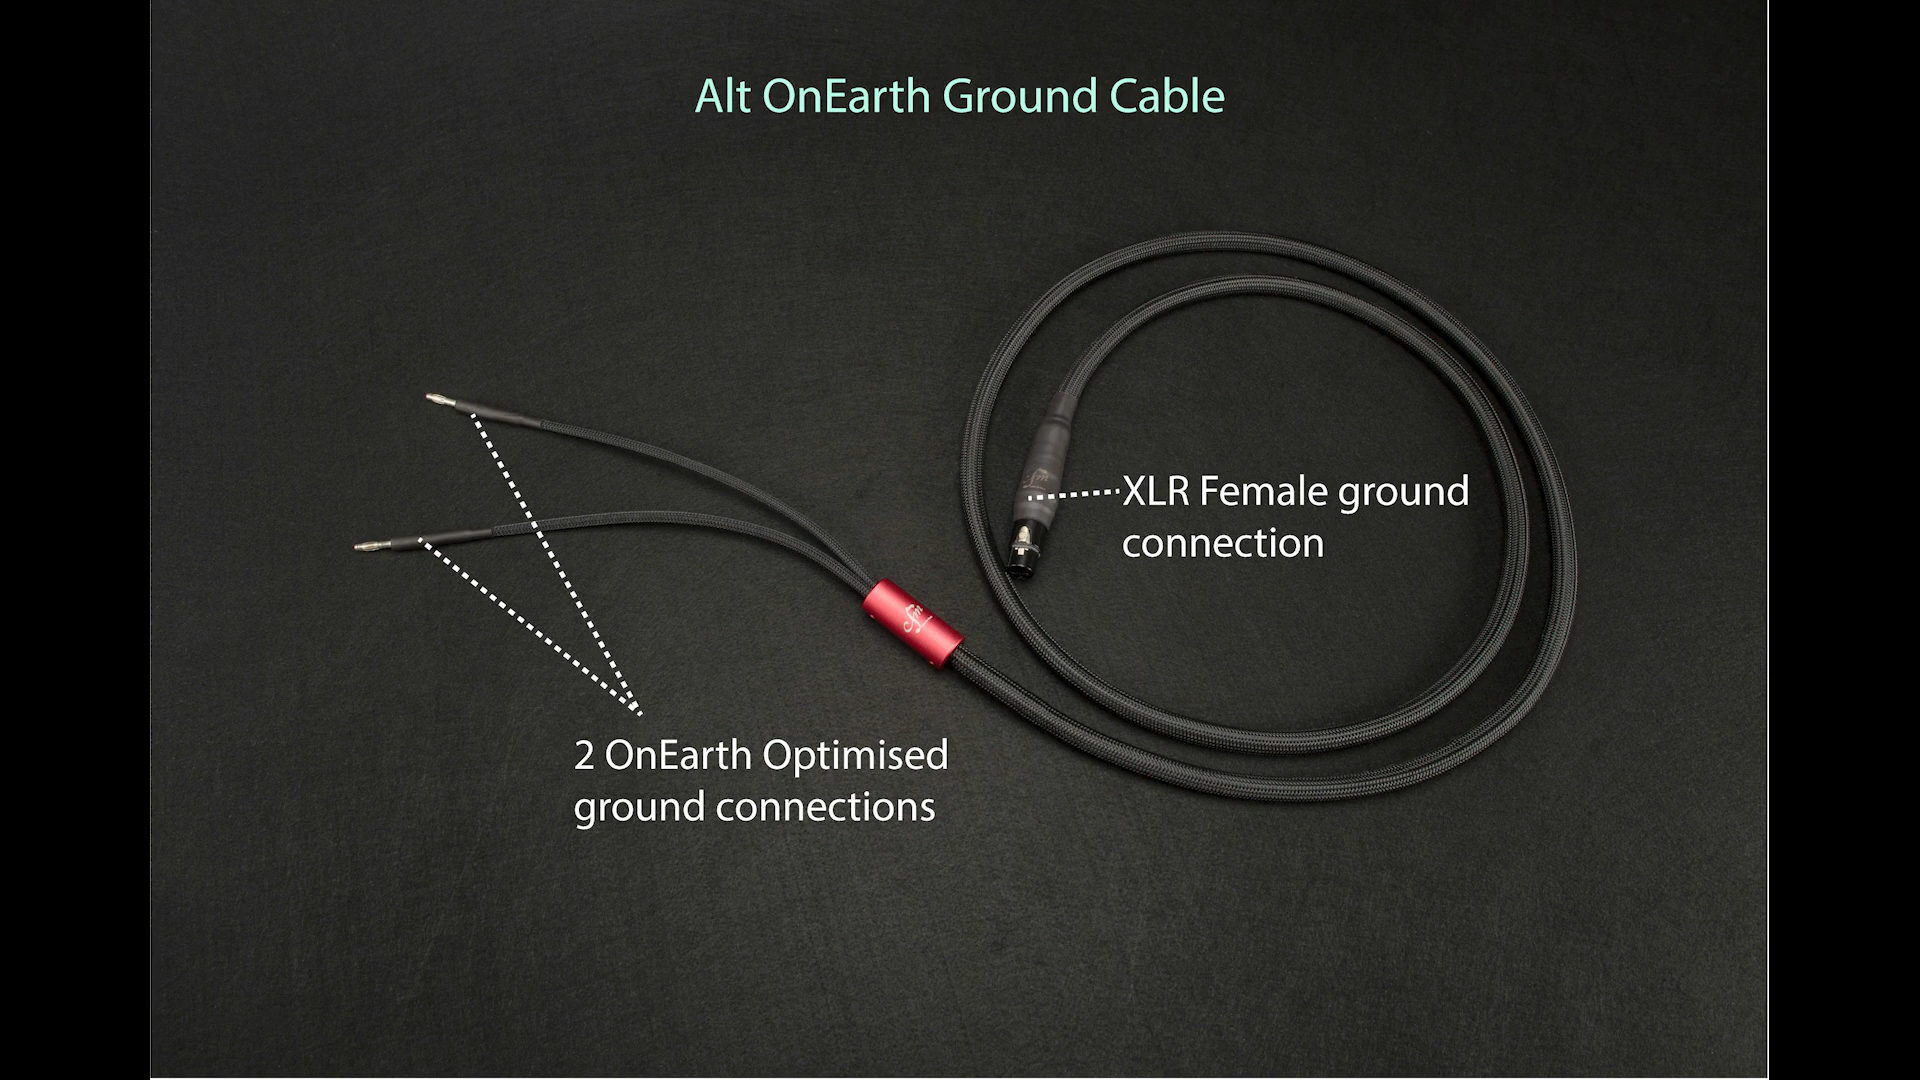 Alt OnEarth Ground Cable
XLR Female ground
connection
2 OnEarth Optimised
ground connections